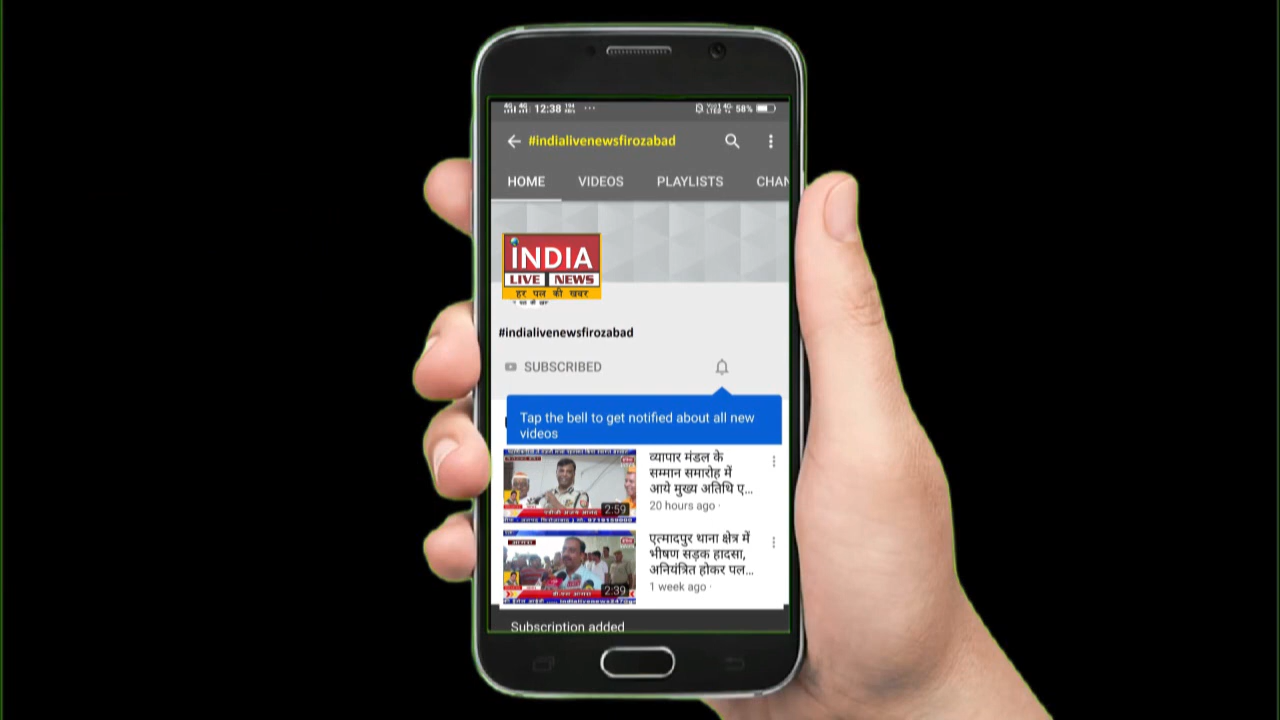 12:38
58%
#indialivenewsfirozabad
HOME VIDEOS PLAYLISTS CHAN
INDIA
LIVE NEWS
हर पल की खबर
#indialivenewsfirozabad
SUBSCRIBED
Tap the bell to get notified about all new
videos
व्यापार मंडल के
सम्मान समारोह में
आये मुख्य अतिथि ए...
20 hours ago ·
2:59
एत्मादपुर थाना क्षेत्र में
भीषण सड़क हादसा,
अनियंत्रित होकर पल...
1 week ago ·
2:39
Subscription added